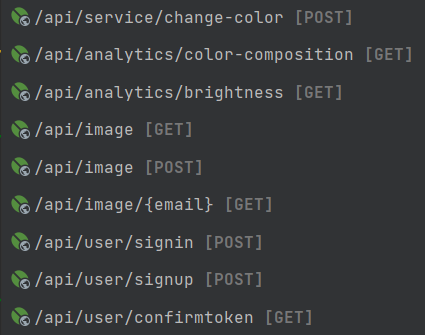 /api/service/change-color [POST]
/api/analytics/color-composition [GET]
/api/analytics/brightness [GET]
/api/image [GET]
/api/image [POST]
/api/image/{email} [GET]
/api/user/signin [POST]
/api/user/signup [POST]
/api/user/confirmtoken [GET]